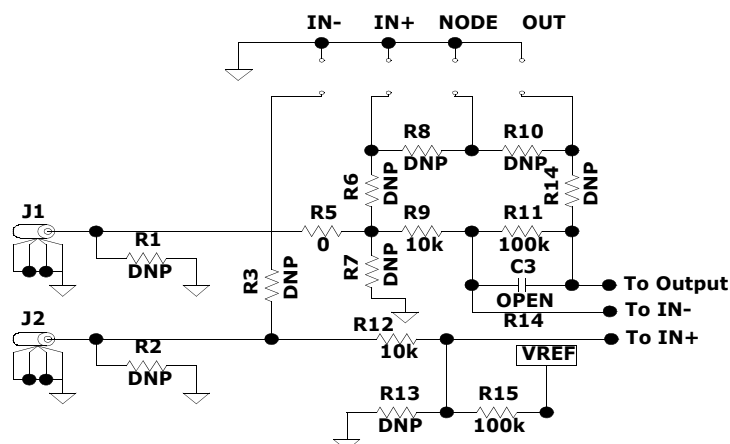 IN- IN+ NODE OUT
R8 R10
DNP DNP
R6 DNP
R14 DNP
J1
R5 R9 R11
0 10k 100k
R1
DNP
R3 DNP
R7 DNP
C3
OPEN
To Output
To IN-
R14
J2
R12
10k
To IN+
R2
DNP
VREF
R13 R15
DNP 100k